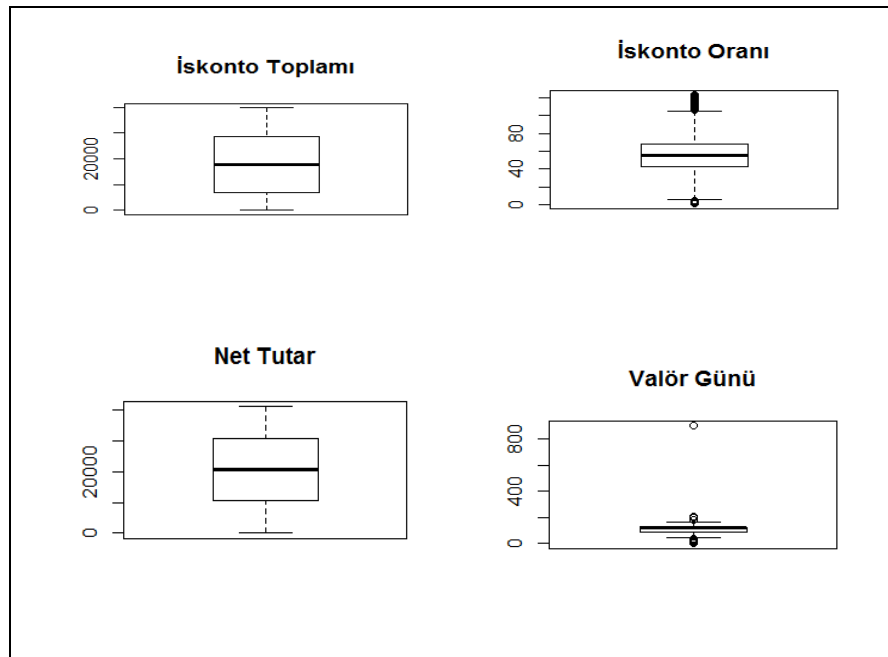 İskonto Toplamı
20000
0
İskonto Oranı
80
40
0
Net Tutar
20000
0
Valör Günü
800
400
0